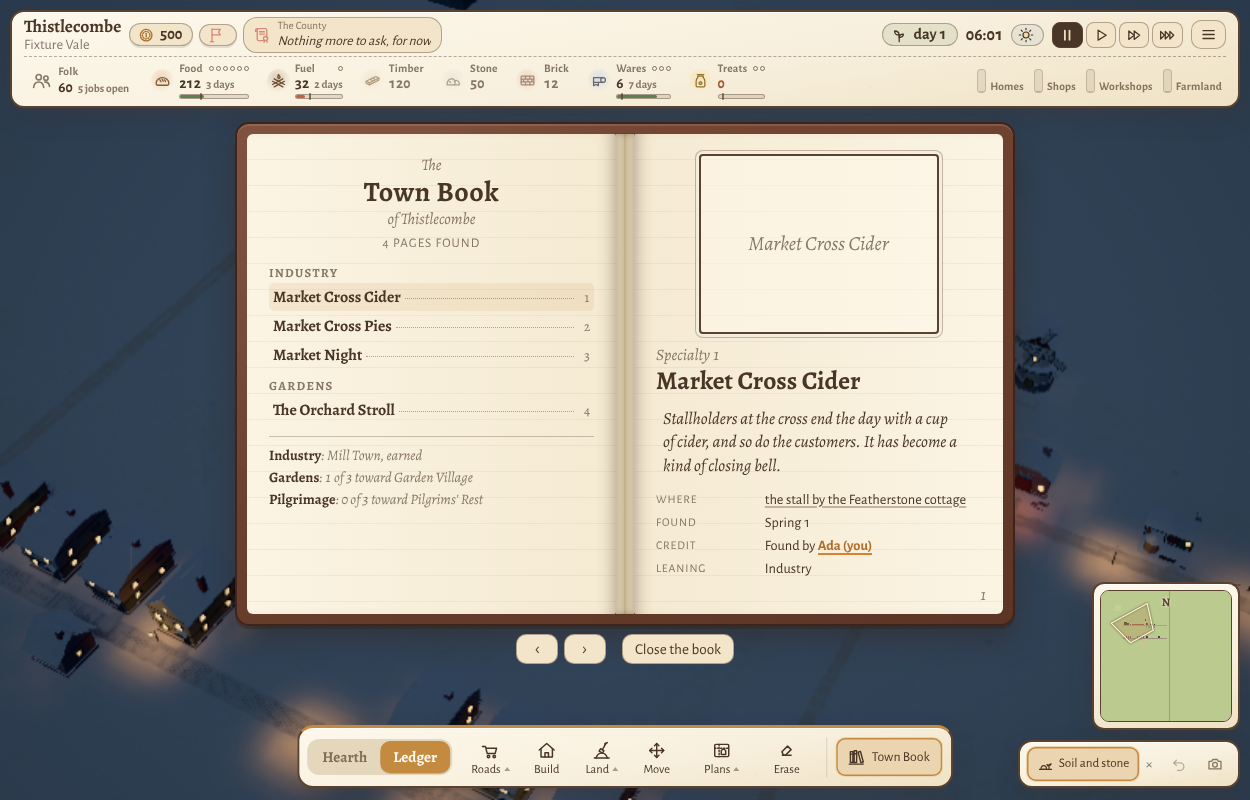 Thistlecombe
Fixture Vale
500
The County
Nothing more to ask, for now
day 1
06:01
Folk
60 5 jobs open
Food
212 3 days
Fuel
32 2 days
Timber
120
Stone
50
Brick
12
Wares
6 7 days
Treats
0
Homes
Shops
Workshops
Farmland
The
Town Book
of Thistlecombe
4 PAGES FOUND
INDUSTRY
Market Cross Cider 1
Market Cross Pies 2
Market Night 3
GARDENS
The Orchard Stroll 4
Industry: Mill Town, earned
Gardens: 1 of 3 toward Garden Village
Pilgrimage: 0 of 3 toward Pilgrims' Rest
Market Cross Cider
Specialty 1
Market Cross Cider
Stallholders at the cross end the day with a cup
of cider, and so do the customers. It has become a
kind of closing bell.
WHERE the stall by the Featherstone cottage
FOUND Spring 1
CREDIT Found by Ada (you)
LEANING Industry
1
‹ › Close the book
N
Hearth Ledger
Roads
Build
Land
Move
Plans
Erase
Town Book
Soil and stone ×